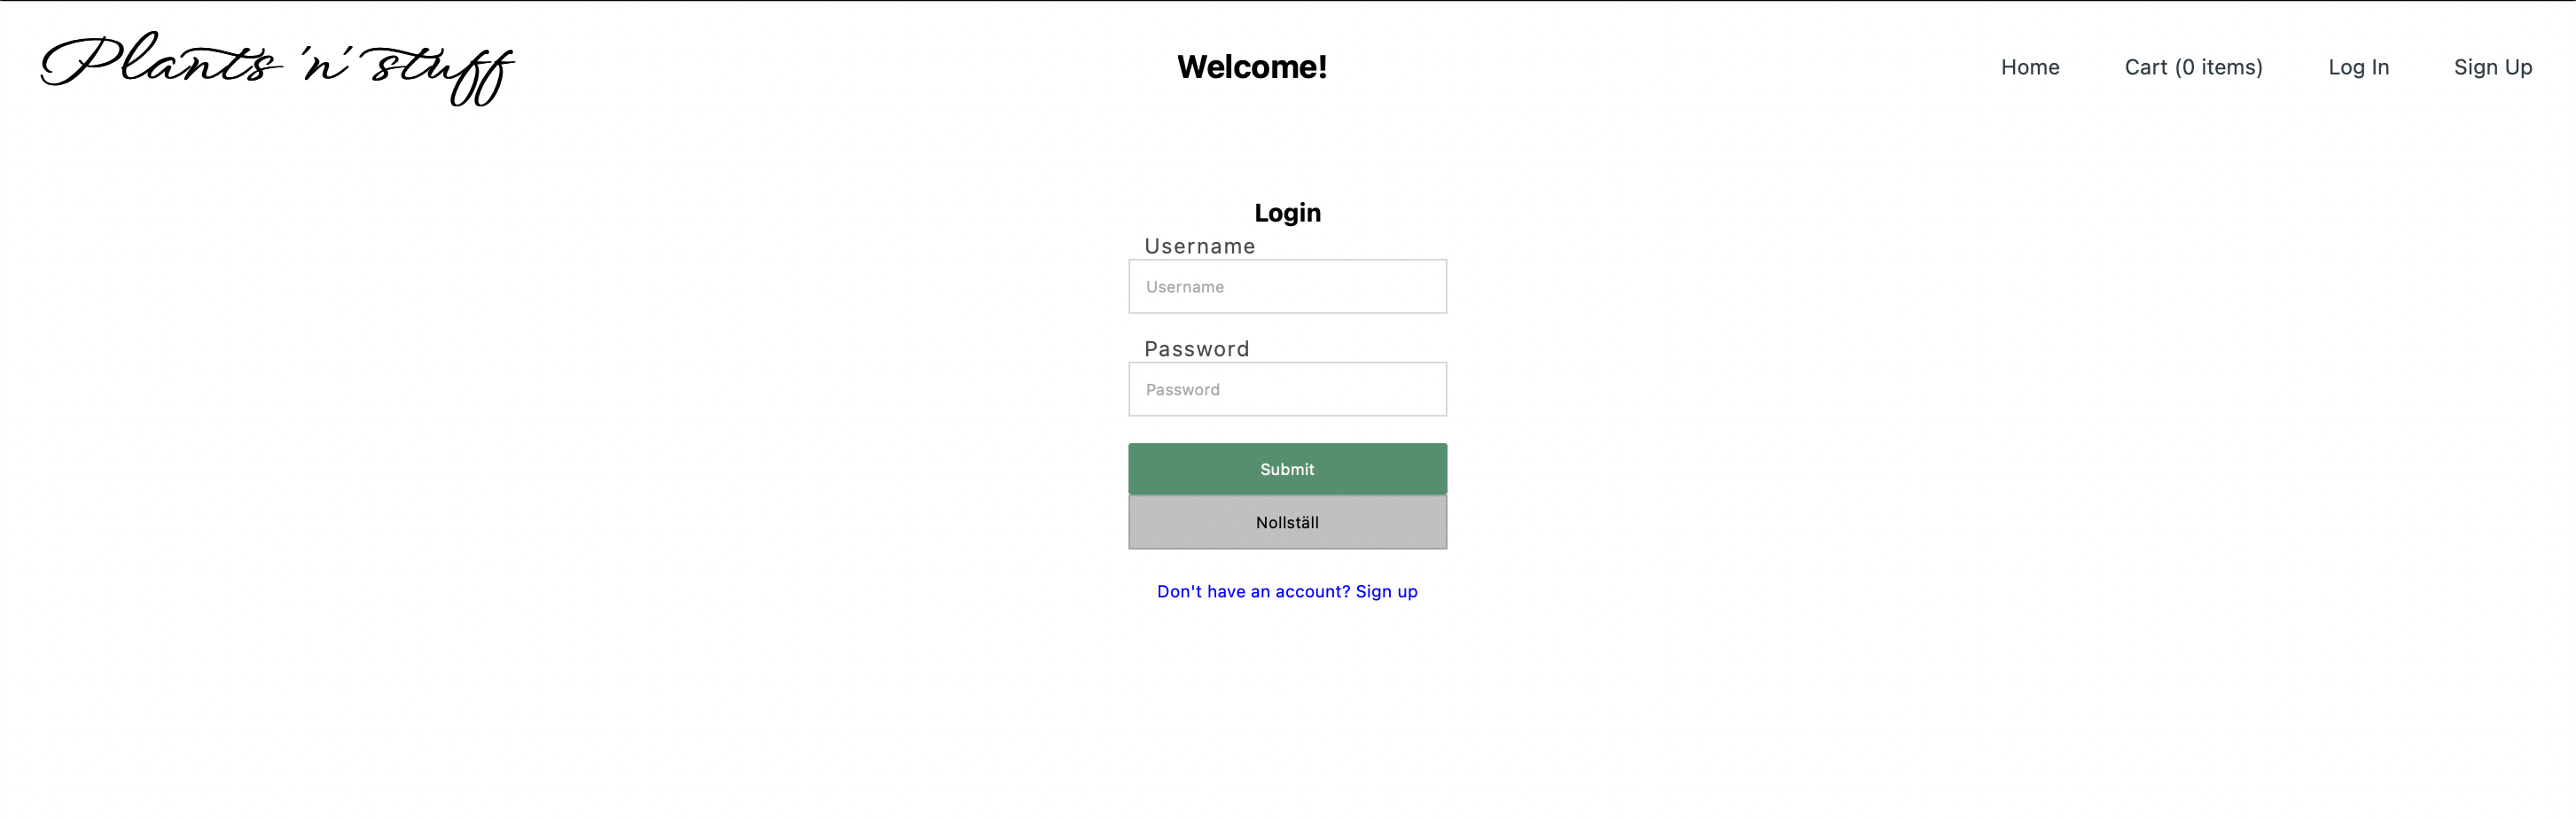 Plants 'n' stuff
Welcome!
Home
Cart (0 items)
Log In
Sign Up
Login
Username
Username
Password
Password
Submit
Nollställ
Don't have an account? Sign up